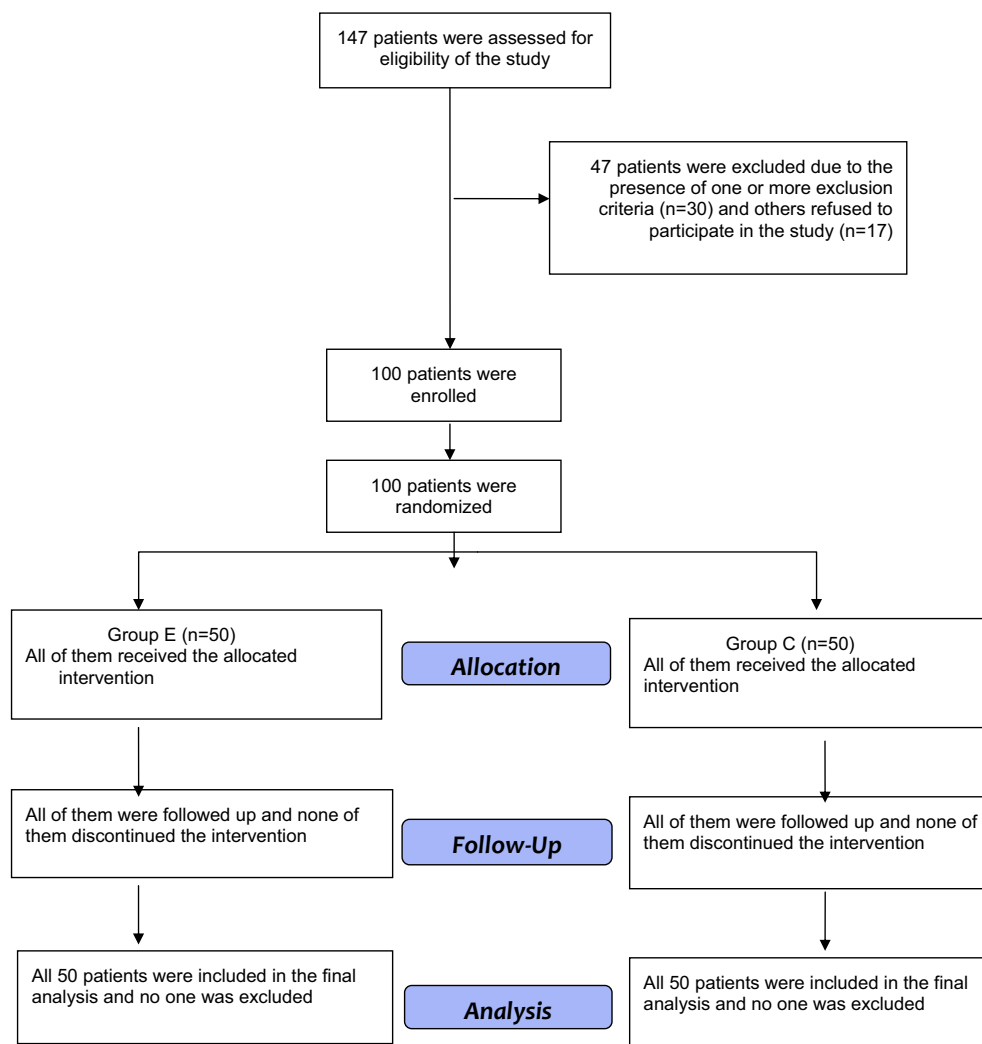 147 patients were assessed for
eligibility of the study
47 patients were excluded due to the
presence of one or more exclusion
criteria (n=30) and others refused to
participate in the study (n=17)
100 patients were
enrolled
100 patients were
randomized
Group E (n=50)
All of them received the allocated
intervention
Allocation
Group C (n=50)
All of them received the allocated
intervention
All of them were followed up and none of
them discontinued the intervention
Follow-Up
All of them were followed up and none of
them discontinued the intervention
All 50 patients were included in the final
analysis and no one was excluded
Analysis
All 50 patients were included in the final
analysis and no one was excluded